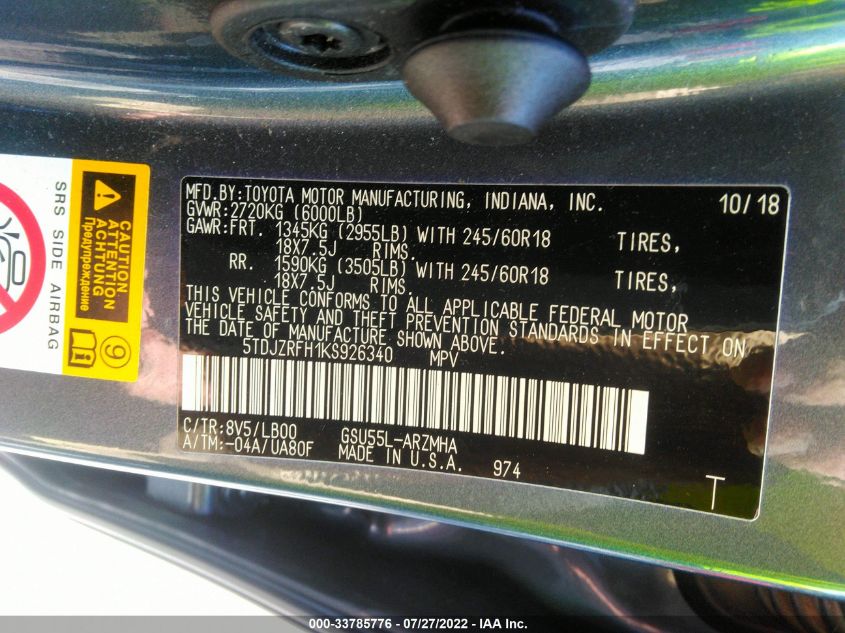 SRS SIDE AIRBAG
CAUTION
ATTENTION
ACHTUNG
Предупреждение
9
MFD.BY:TOYOTA MOTOR MANUFACTURING, INDIANA, INC. 10/18
GVWR:2720KG (6000LB)
GAWR:FRT. 1345KG (2955LB) WITH 245/60R18 TIRES,
18X7.5J RIMS.
RR. 1590KG (3505LB) WITH 245/60R18 TIRES,
18X7.5J RIMS.
THIS VEHICLE CONFORMS TO ALL APPLICABLE FEDERAL MOTOR
VEHICLE SAFETY AND THEFT PREVENTION STANDARDS IN EFFECT ON
THE DATE OF MANUFACTURE SHOWN ABOVE.
5TDJZRFH1KS926340 MPV
C/TR:8V5/LB00 GSU55L-ARZMHA
A/TM:-04A/UA80F MADE IN U.S.A. 974
T
000-33785776 - 07/27/2022 - IAA Inc.